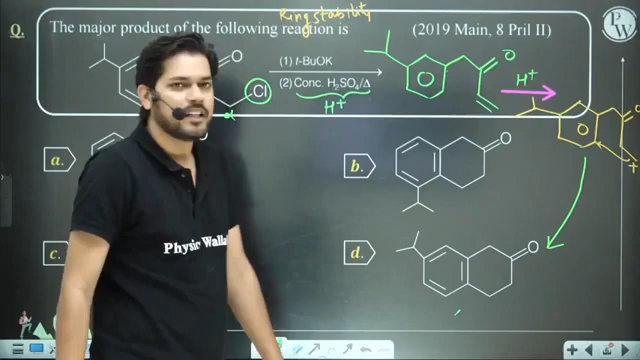 Ring stability
Q. The major product of the following reaction is (2019 Main, 8 Pril II)
PW
O
Cl
(1) t-BuOK
(2) Conc. H₂SO₄/Δ
H⁺
O
O
H⁺
O
O
+
a.
b.
O
c.
d.
O
Physics Wallah